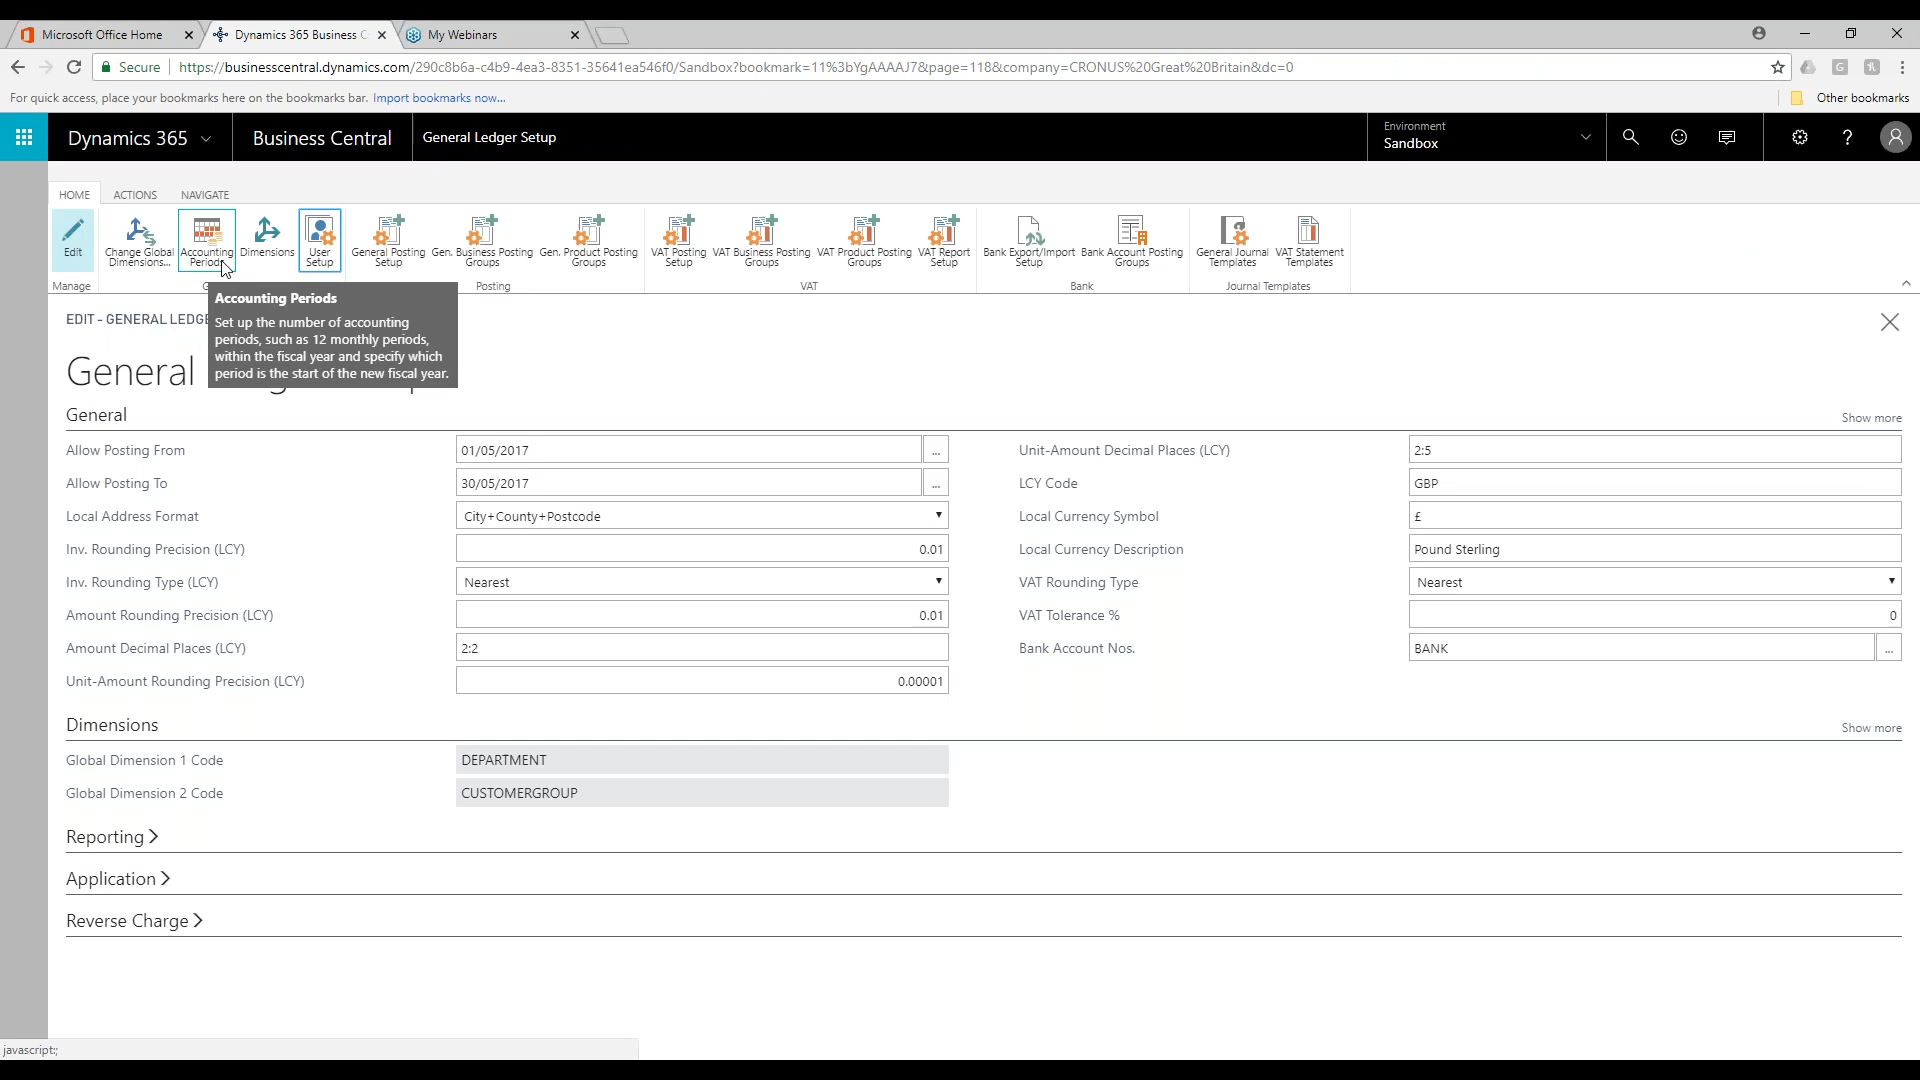 Microsoft Office Home
Dynamics 365 Business C
My Webinars
Secure
https://businesscentral.dynamics.com/290c8b6a-c4b9-4ea3-8351-35641ea546f0/Sandbox?bookmark=11%3bYgAAAAJ7&page=118&company=CRONUS%20Great%20Britain&dc=0
For quick access, place your bookmarks here on the bookmarks bar. Import bookmarks now...
Other bookmarks
Dynamics 365
Business Central
General Ledger Setup
Environment
Sandbox
HOME
ACTIONS
NAVIGATE
Edit
Change Global
Dimensions...
Accounting
Periods
Dimensions
User
Setup
General Posting
Setup
Gen. Business Posting
Groups
Gen. Product Posting
Groups
VAT Posting
Setup
VAT Business Posting
Groups
VAT Product Posting
Groups
VAT Report
Setup
Bank Export/Import
Setup
Bank Account Posting
Groups
General Journal
Templates
VAT Statement
Templates
Manage
G
Posting
VAT
Bank
Journal Templates
Accounting Periods
Set up the number of accounting
periods, such as 12 monthly periods,
within the fiscal year and specify which
period is the start of the new fiscal year.
EDIT - GENERAL LEDGE
General
General
Show more
Allow Posting From
01/05/2017
...
Allow Posting To
30/05/2017
...
Local Address Format
City+County+Postcode
Inv. Rounding Precision (LCY)
0.01
Inv. Rounding Type (LCY)
Nearest
Amount Rounding Precision (LCY)
0.01
Amount Decimal Places (LCY)
2:2
Unit-Amount Rounding Precision (LCY)
0.00001
Unit-Amount Decimal Places (LCY)
2:5
LCY Code
GBP
Local Currency Symbol
£
Local Currency Description
Pound Sterling
VAT Rounding Type
Nearest
VAT Tolerance %
0
Bank Account Nos.
BANK
...
Dimensions
Show more
Global Dimension 1 Code
DEPARTMENT
Global Dimension 2 Code
CUSTOMERGROUP
Reporting
Application
Reverse Charge
javascript:;